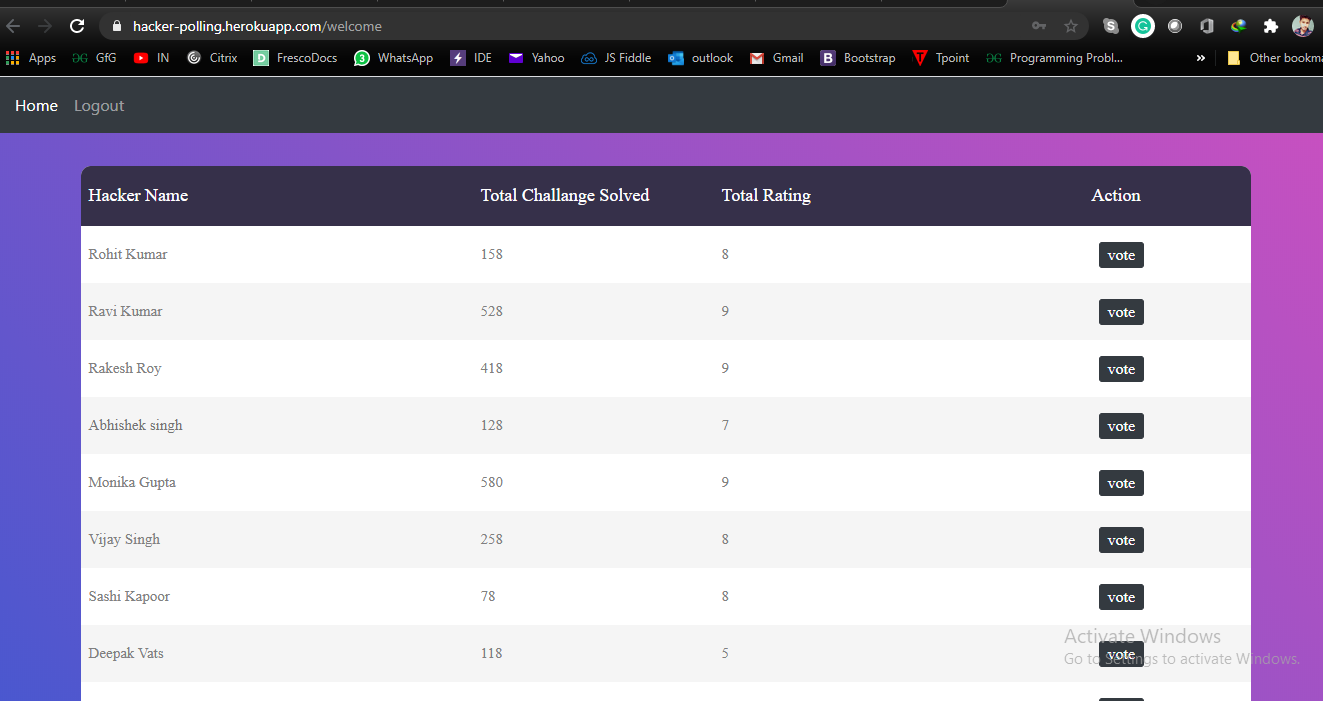 hacker-polling.herokuapp.com/welcome
Apps GfG IN Citrix D FrescoDocs 3 WhatsApp IDE Yahoo JS Fiddle outlook Gmail B Bootstrap Tpoint Programming Probl... » Other bookma
Home Logout
Hacker Name Total Challange Solved Total Rating Action
Rohit Kumar 158 8 vote
Ravi Kumar 528 9 vote
Rakesh Roy 418 9 vote
Abhishek singh 128 7 vote
Monika Gupta 580 9 vote
Vijay Singh 258 8 vote
Sashi Kapoor 78 8 vote
Activate Windows
Deepak Vats 118 5 vote
Go to Settings to activate Windows.